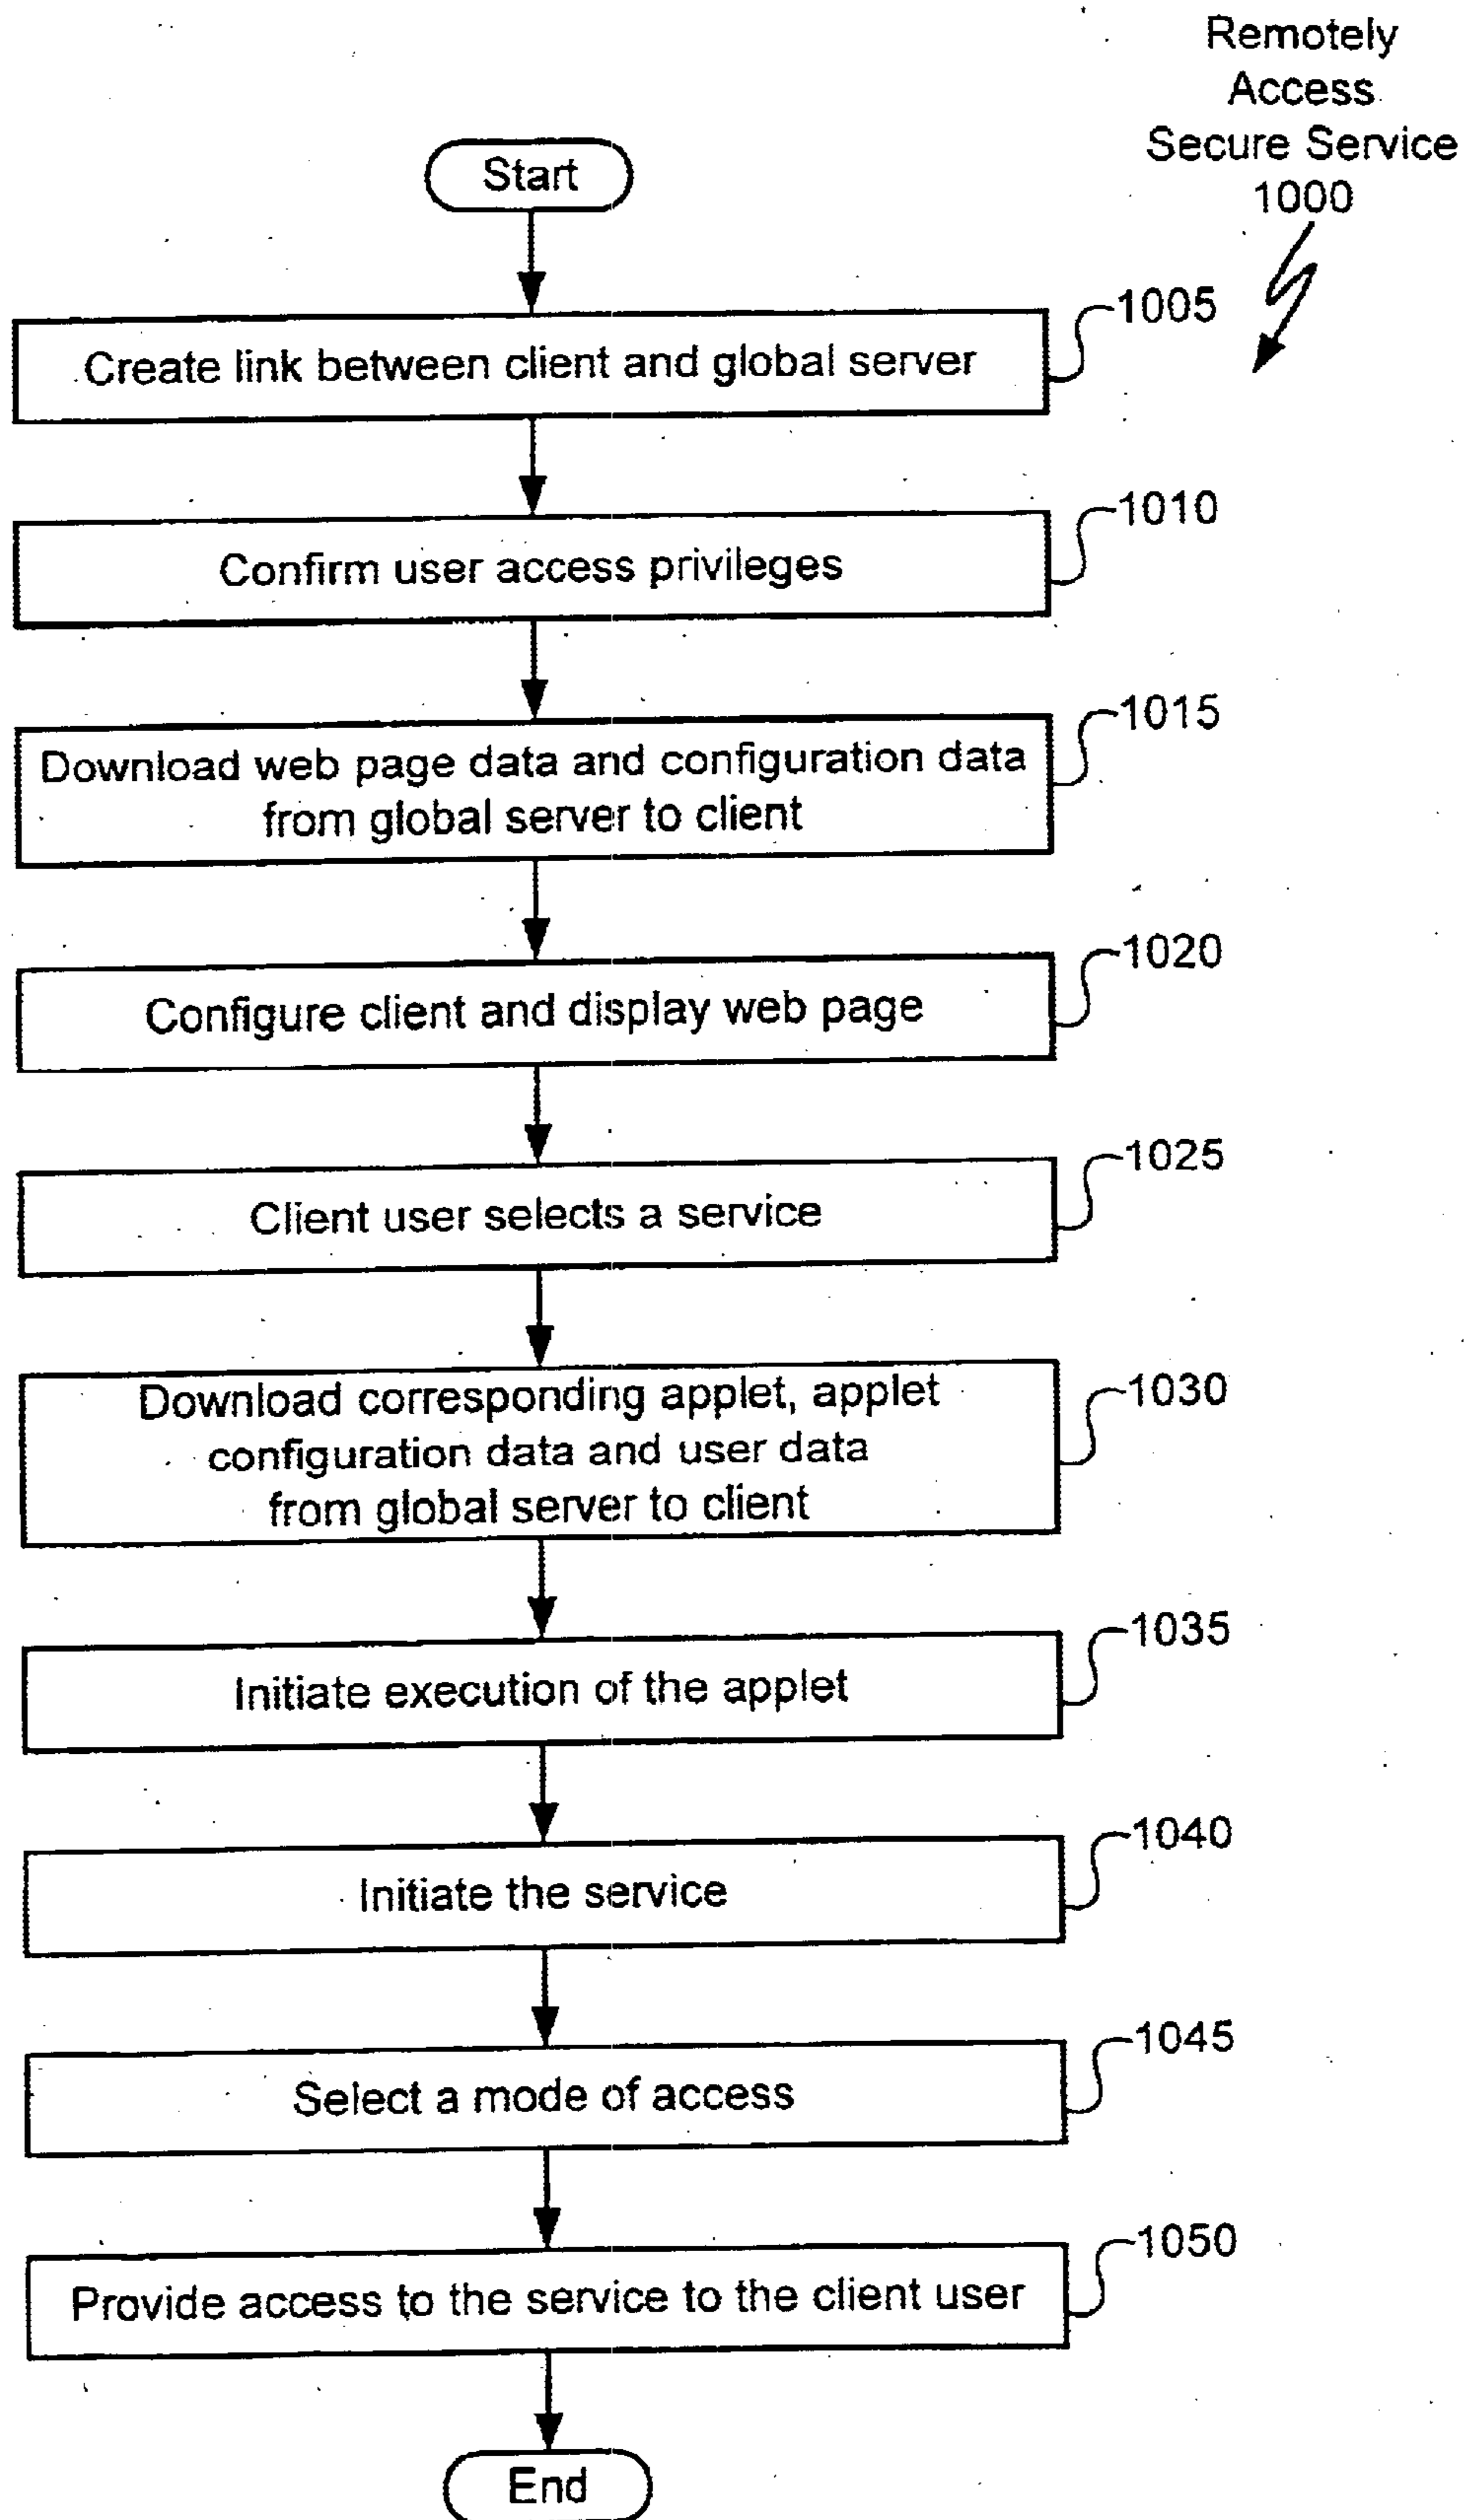 Remotely
Access
Secure Service
1000
Start
1005
Create link between client and global server
1010
Confirm user access privileges
1015
Download web page data and configuration data
from global server to client
1020
Configure client and display web page
1025
Client user selects a service
1030
Download corresponding applet, applet
configuration data and user data
from global server to client
1035
Initiate execution of the applet
1040
Initiate the service
1045
Select a mode of access
1050
Provide access to the service to the client user
End